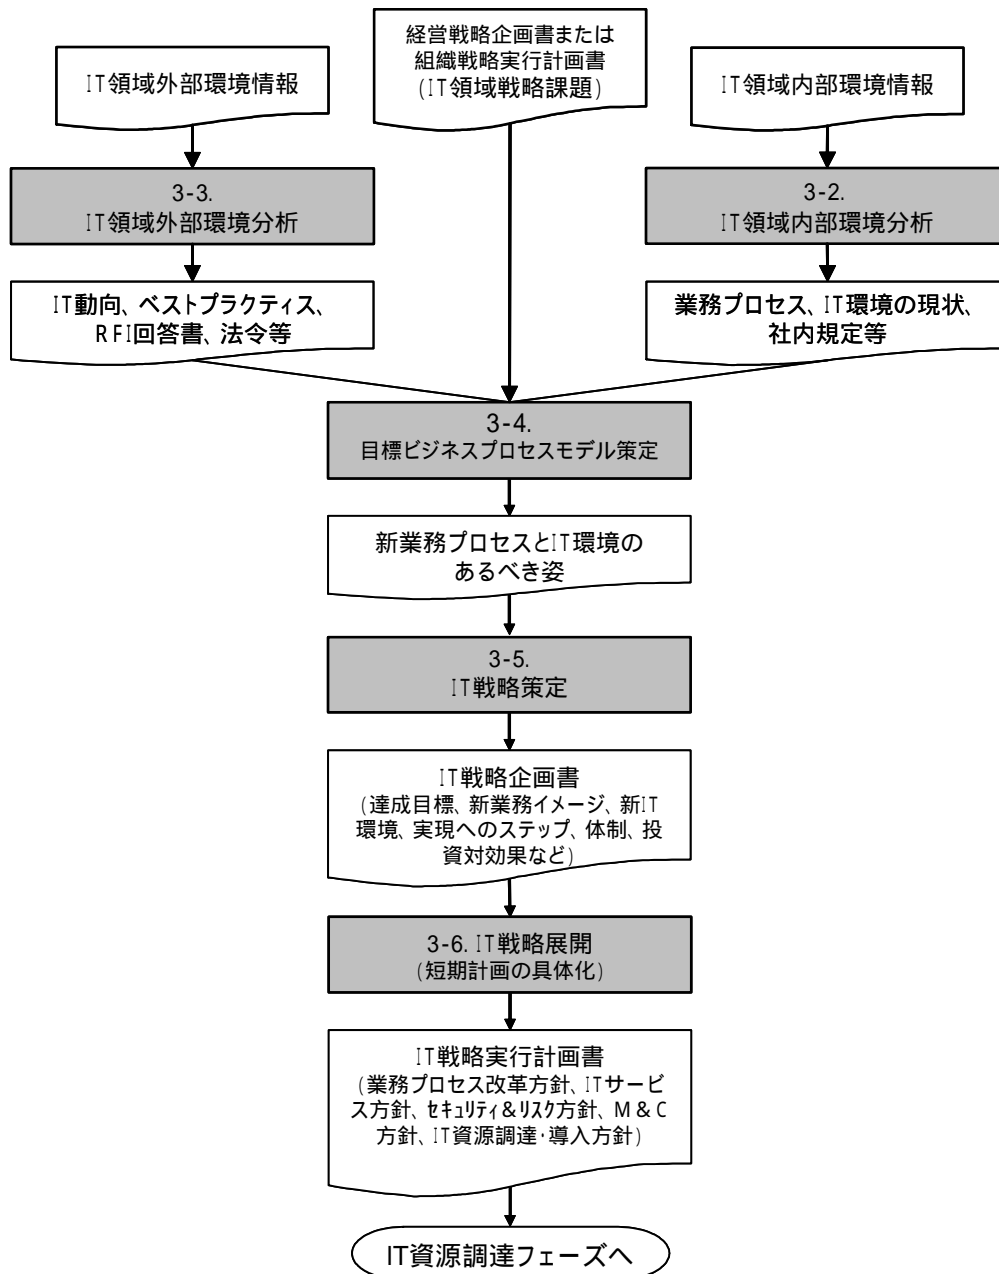 経営戦略企画書または
組織戦略実行計画書
(IT領域戦略課題)
IT領域外部環境情報
IT領域内部環境情報
3-3.
IT領域外部環境分析
3-2.
IT領域内部環境分析
IT動向、ベストプラクティス、
RFI回答書、法令等
業務プロセス、IT環境の現状、
社内規定等
3-4.
目標ビジネスプロセスモデル策定
新業務プロセスとIT環境の
あるべき姿
3-5.
IT戦略策定
IT戦略企画書
(達成目標、新業務イメージ、新IT
環境、実現へのステップ、体制、投
資対効果など)
3-6. IT戦略展開
(短期計画の具体化)
IT戦略実行計画書
(業務プロセス改革方針、ITサービ
ス方針、セキュリティ&リスク方針、M&C
方針、IT資源調達・導入方針)
IT資源調達フェーズへ